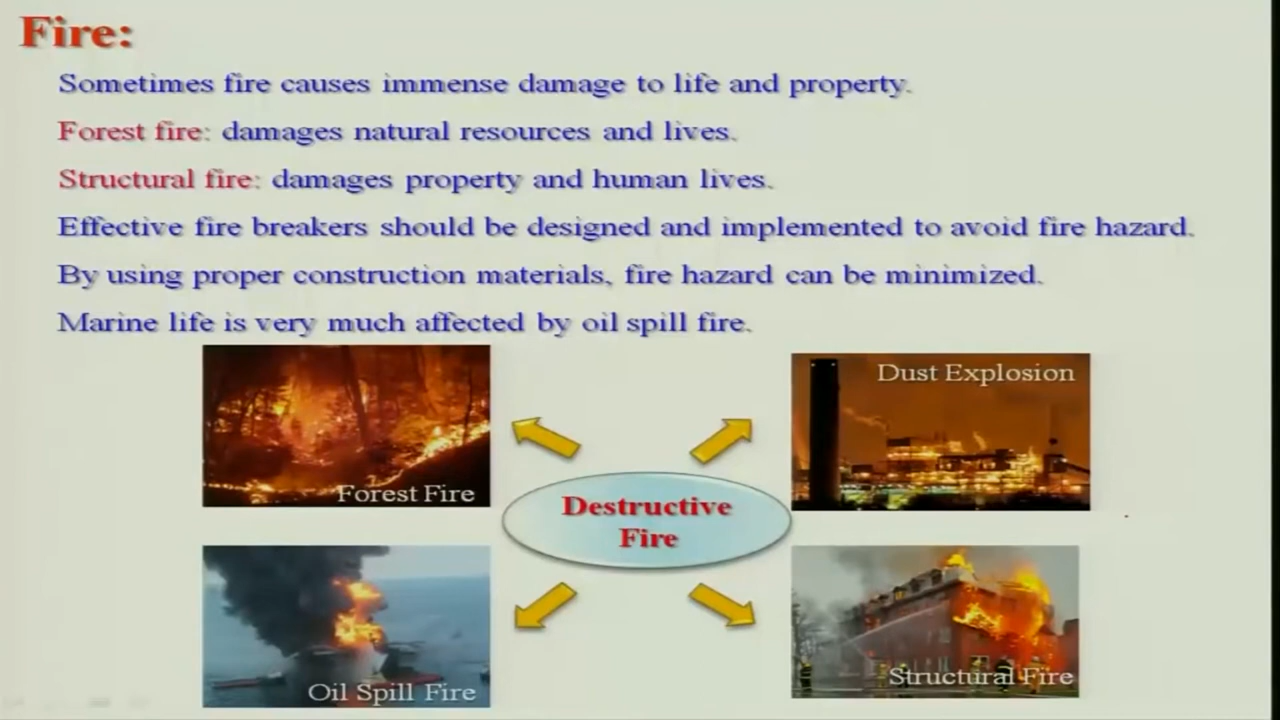 Fire:
Sometimes fire causes immense damage to life and property.
Forest fire: damages natural resources and lives.
Structural fire: damages property and human lives.
Effective fire breakers should be designed and implemented to avoid fire hazard.
By using proper construction materials, fire hazard can be minimized.
Marine life is very much affected by oil spill fire.
Forest Fire
Dust Explosion
Destructive
Fire
Oil Spill Fire
Structural Fire